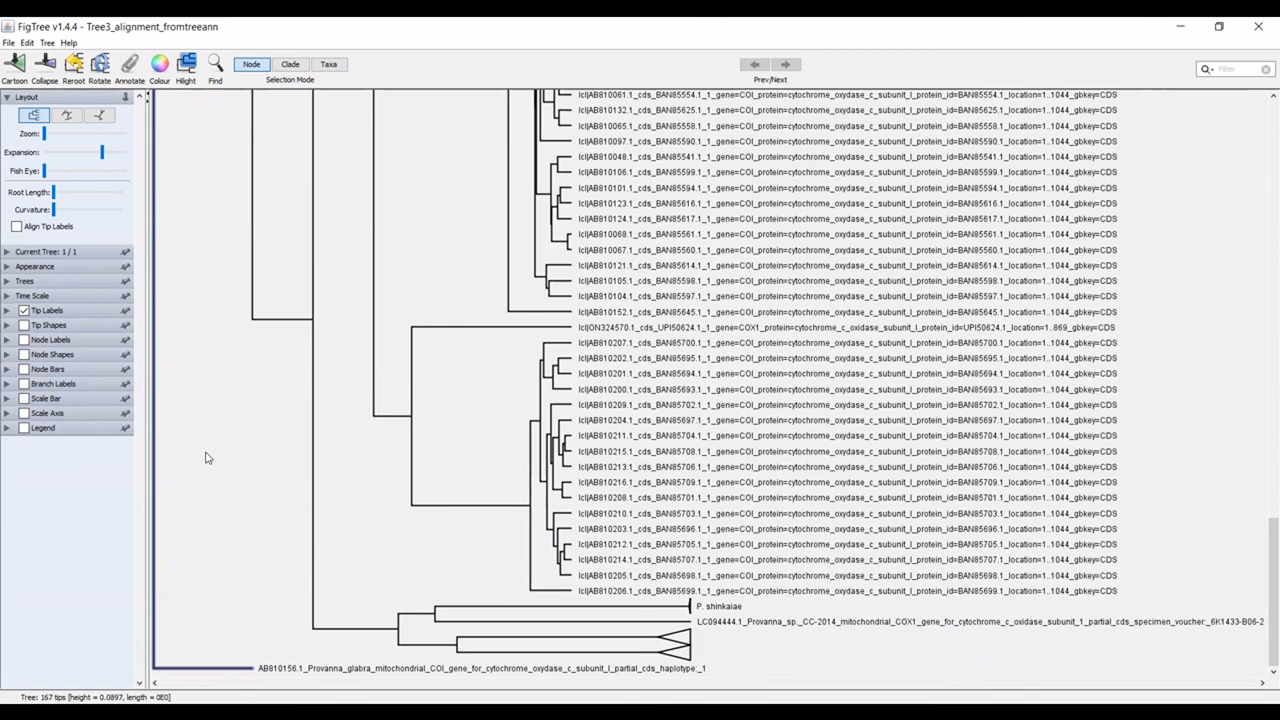 FigTree v1.4.4 - Tree3_alignment_fromtreeann
File Edit Tree Help
Cartoon Collapse Reroot Rotate Annotate Colour Hilight Find
Node Clade Taxa
Selection Mode
Prev/Next
Filter
Layout
Zoom:
Expansion:
Fish Eye:
Root Length:
Curvature:
Align Tip Labels
Current Tree: 1 / 1
Appearance
Trees
Time Scale
Tip Labels
Tip Shapes
Node Labels
Node Shapes
Node Bars
Branch Labels
Scale Bar
Scale Axis
Legend
lcl|AB810061.1_cds_BAN85554.1_1_gene=COI_protein=cytochrome_oxydase_c_subunit_I_protein_id=BAN85554.1_location=1..1044_gbkey=CDS
lcl|AB810132.1_cds_BAN85625.1_1_gene=COI_protein=cytochrome_oxydase_c_subunit_I_protein_id=BAN85625.1_location=1..1044_gbkey=CDS
lcl|AB810065.1_cds_BAN85558.1_1_gene=COI_protein=cytochrome_oxydase_c_subunit_I_protein_id=BAN85558.1_location=1..1044_gbkey=CDS
lcl|AB810097.1_cds_BAN85590.1_1_gene=COI_protein=cytochrome_oxydase_c_subunit_I_protein_id=BAN85590.1_location=1..1044_gbkey=CDS
lcl|AB810048.1_cds_BAN85541.1_1_gene=COI_protein=cytochrome_oxydase_c_subunit_I_protein_id=BAN85541.1_location=1..1044_gbkey=CDS
lcl|AB810106.1_cds_BAN85599.1_1_gene=COI_protein=cytochrome_oxydase_c_subunit_I_protein_id=BAN85599.1_location=1..1044_gbkey=CDS
lcl|AB810101.1_cds_BAN85594.1_1_gene=COI_protein=cytochrome_oxydase_c_subunit_I_protein_id=BAN85594.1_location=1..1044_gbkey=CDS
lcl|AB810123.1_cds_BAN85616.1_1_gene=COI_protein=cytochrome_oxydase_c_subunit_I_protein_id=BAN85616.1_location=1..1044_gbkey=CDS
lcl|AB810124.1_cds_BAN85617.1_1_gene=COI_protein=cytochrome_oxydase_c_subunit_I_protein_id=BAN85617.1_location=1..1044_gbkey=CDS
lcl|AB810068.1_cds_BAN85561.1_1_gene=COI_protein=cytochrome_oxydase_c_subunit_I_protein_id=BAN85561.1_location=1..1044_gbkey=CDS
lcl|AB810067.1_cds_BAN85560.1_1_gene=COI_protein=cytochrome_oxydase_c_subunit_I_protein_id=BAN85560.1_location=1..1044_gbkey=CDS
lcl|AB810121.1_cds_BAN85614.1_1_gene=COI_protein=cytochrome_oxydase_c_subunit_I_protein_id=BAN85614.1_location=1..1044_gbkey=CDS
lcl|AB810105.1_cds_BAN85598.1_1_gene=COI_protein=cytochrome_oxydase_c_subunit_I_protein_id=BAN85598.1_location=1..1044_gbkey=CDS
lcl|AB810104.1_cds_BAN85597.1_1_gene=COI_protein=cytochrome_oxydase_c_subunit_I_protein_id=BAN85597.1_location=1..1044_gbkey=CDS
lcl|AB810152.1_cds_BAN85645.1_1_gene=COI_protein=cytochrome_oxydase_c_subunit_I_protein_id=BAN85645.1_location=1..1044_gbkey=CDS
lcl|ON324570.1_cds_UPI50624.1_1_gene=COX1_protein=cytochrome_c_oxidase_subunit_I_protein_id=UPI50624.1_location=1..869_gbkey=CDS
lcl|AB810207.1_cds_BAN85700.1_1_gene=COI_protein=cytochrome_oxydase_c_subunit_I_protein_id=BAN85700.1_location=1..1044_gbkey=CDS
lcl|AB810202.1_cds_BAN85695.1_1_gene=COI_protein=cytochrome_oxydase_c_subunit_I_protein_id=BAN85695.1_location=1..1044_gbkey=CDS
lcl|AB810201.1_cds_BAN85694.1_1_gene=COI_protein=cytochrome_oxydase_c_subunit_I_protein_id=BAN85694.1_location=1..1044_gbkey=CDS
lcl|AB810200.1_cds_BAN85693.1_1_gene=COI_protein=cytochrome_oxydase_c_subunit_I_protein_id=BAN85693.1_location=1..1044_gbkey=CDS
lcl|AB810209.1_cds_BAN85702.1_1_gene=COI_protein=cytochrome_oxydase_c_subunit_I_protein_id=BAN85702.1_location=1..1044_gbkey=CDS
lcl|AB810204.1_cds_BAN85697.1_1_gene=COI_protein=cytochrome_oxydase_c_subunit_I_protein_id=BAN85697.1_location=1..1044_gbkey=CDS
lcl|AB810211.1_cds_BAN85704.1_1_gene=COI_protein=cytochrome_oxydase_c_subunit_I_protein_id=BAN85704.1_location=1..1044_gbkey=CDS
lcl|AB810215.1_cds_BAN85708.1_1_gene=COI_protein=cytochrome_oxydase_c_subunit_I_protein_id=BAN85708.1_location=1..1044_gbkey=CDS
lcl|AB810213.1_cds_BAN85706.1_1_gene=COI_protein=cytochrome_oxydase_c_subunit_I_protein_id=BAN85706.1_location=1..1044_gbkey=CDS
lcl|AB810216.1_cds_BAN85709.1_1_gene=COI_protein=cytochrome_oxydase_c_subunit_I_protein_id=BAN85709.1_location=1..1044_gbkey=CDS
lcl|AB810208.1_cds_BAN85701.1_1_gene=COI_protein=cytochrome_oxydase_c_subunit_I_protein_id=BAN85701.1_location=1..1044_gbkey=CDS
lcl|AB810210.1_cds_BAN85703.1_1_gene=COI_protein=cytochrome_oxydase_c_subunit_I_protein_id=BAN85703.1_location=1..1044_gbkey=CDS
lcl|AB810203.1_cds_BAN85696.1_1_gene=COI_protein=cytochrome_oxydase_c_subunit_I_protein_id=BAN85696.1_location=1..1044_gbkey=CDS
lcl|AB810212.1_cds_BAN85705.1_1_gene=COI_protein=cytochrome_oxydase_c_subunit_I_protein_id=BAN85705.1_location=1..1044_gbkey=CDS
lcl|AB810214.1_cds_BAN85707.1_1_gene=COI_protein=cytochrome_oxydase_c_subunit_I_protein_id=BAN85707.1_location=1..1044_gbkey=CDS
lcl|AB810205.1_cds_BAN85698.1_1_gene=COI_protein=cytochrome_oxydase_c_subunit_I_protein_id=BAN85698.1_location=1..1044_gbkey=CDS
lcl|AB810206.1_cds_BAN85699.1_1_gene=COI_protein=cytochrome_oxydase_c_subunit_I_protein_id=BAN85699.1_location=1..1044_gbkey=CDS
P. shinkaiae
LC094444.1_Provanna_sp._CC-2014_mitochondrial_COX1_gene_for_cytochrome_c_oxidase_subunit_1_partial_cds_specimen_voucher:_6K1433-B06-2
AB810156.1_Provanna_glabra_mitochondrial_COI_gene_for_cytochrome_oxydase_c_subunit_I_partial_cds_haplotype:_1
Tree: 167 tips [height = 0.0897, length = 0E0]